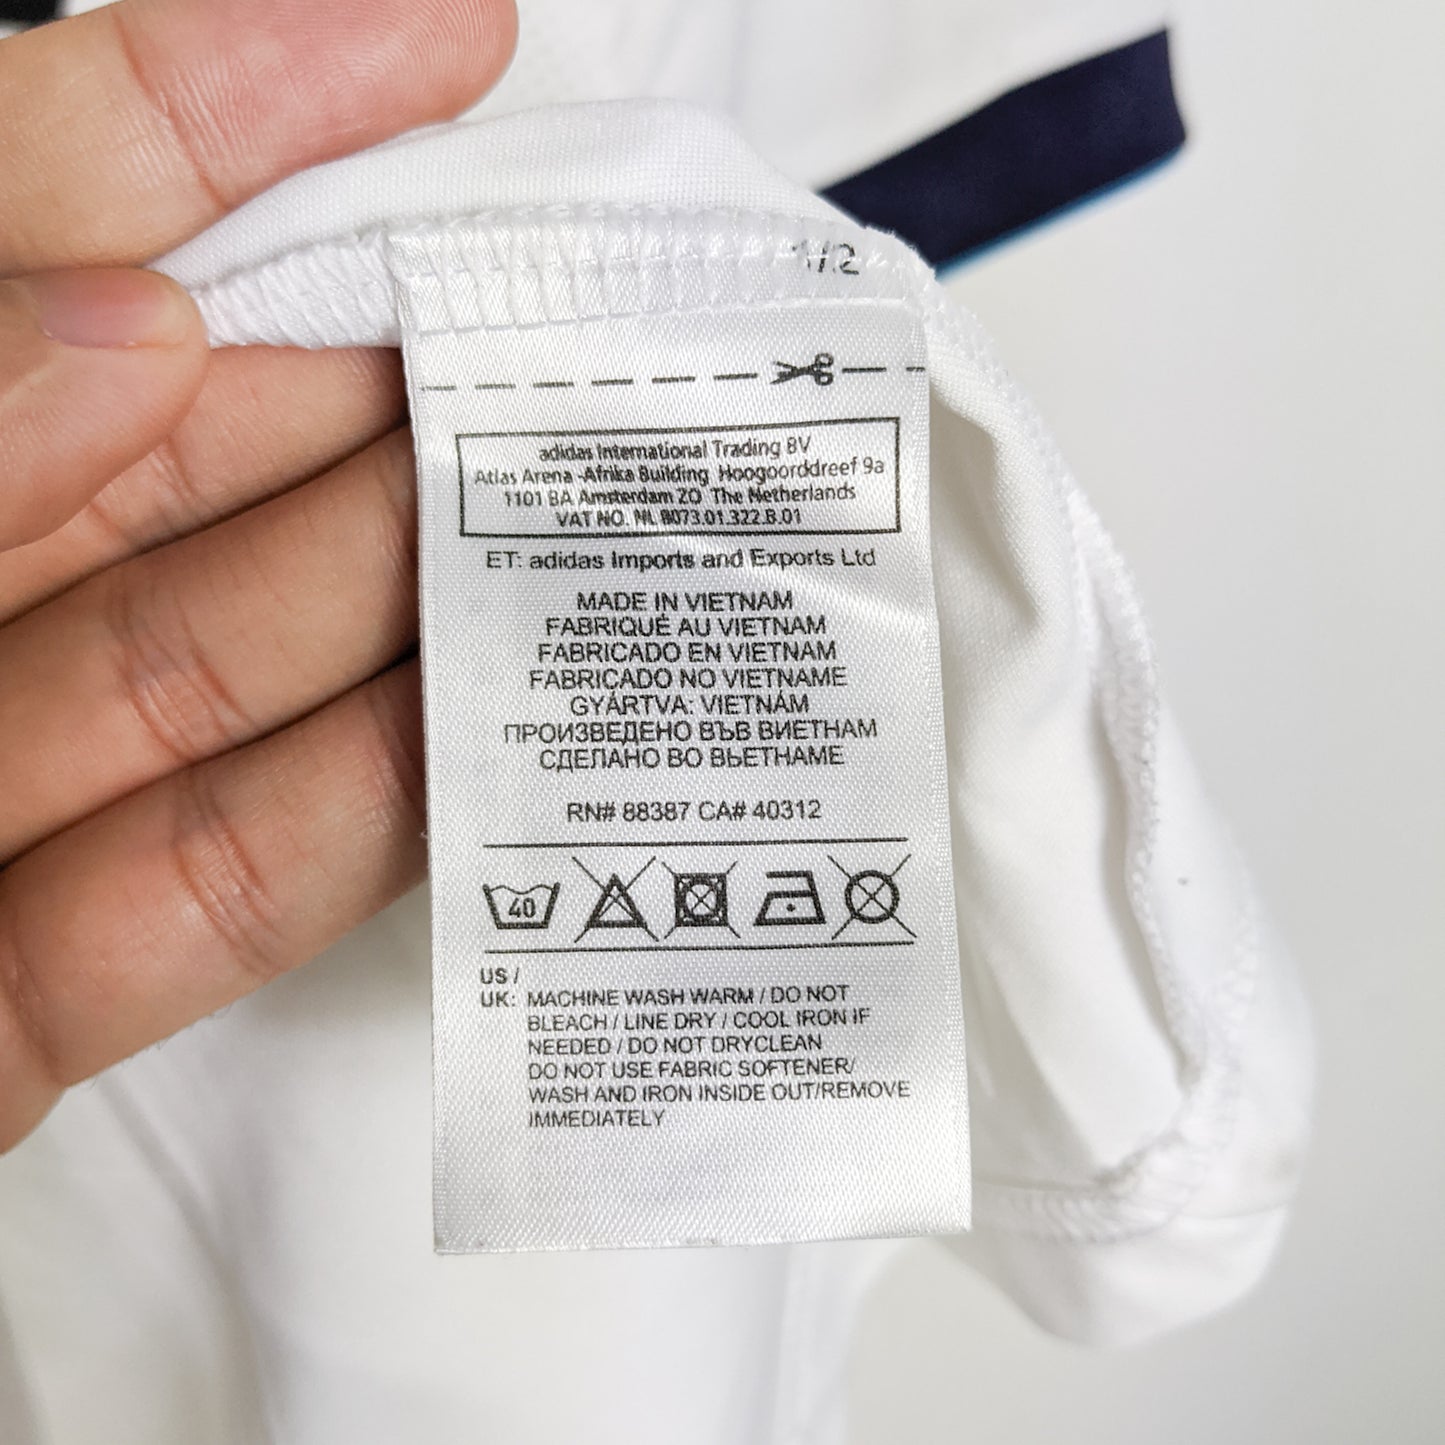 1/2
adidas International Trading BV
Atlas Arena -Afrika Building Hoogoorddreef 9a
1101 BA Amsterdam ZO The Netherlands
VAT NO. NL 8073.01.322.B.01
ET: adidas Imports and Exports Ltd
MADE IN VIETNAM
FABRIQUÉ AU VIETNAM
FABRICADO EN VIETNAM
FABRICADO NO VIETNAME
GYÁRTVA: VIETNÁM
ПРОИЗВЕДЕНО ВЪВ ВИЕТНАМ
СДЕЛАНО ВО ВЬЕТНАМЕ
RN# 88387 CA# 40312
40
US /
UK: MACHINE WASH WARM / DO NOT
BLEACH / LINE DRY / COOL IRON IF
NEEDED / DO NOT DRYCLEAN
DO NOT USE FABRIC SOFTENER/
WASH AND IRON INSIDE OUT/REMOVE
IMMEDIATELY